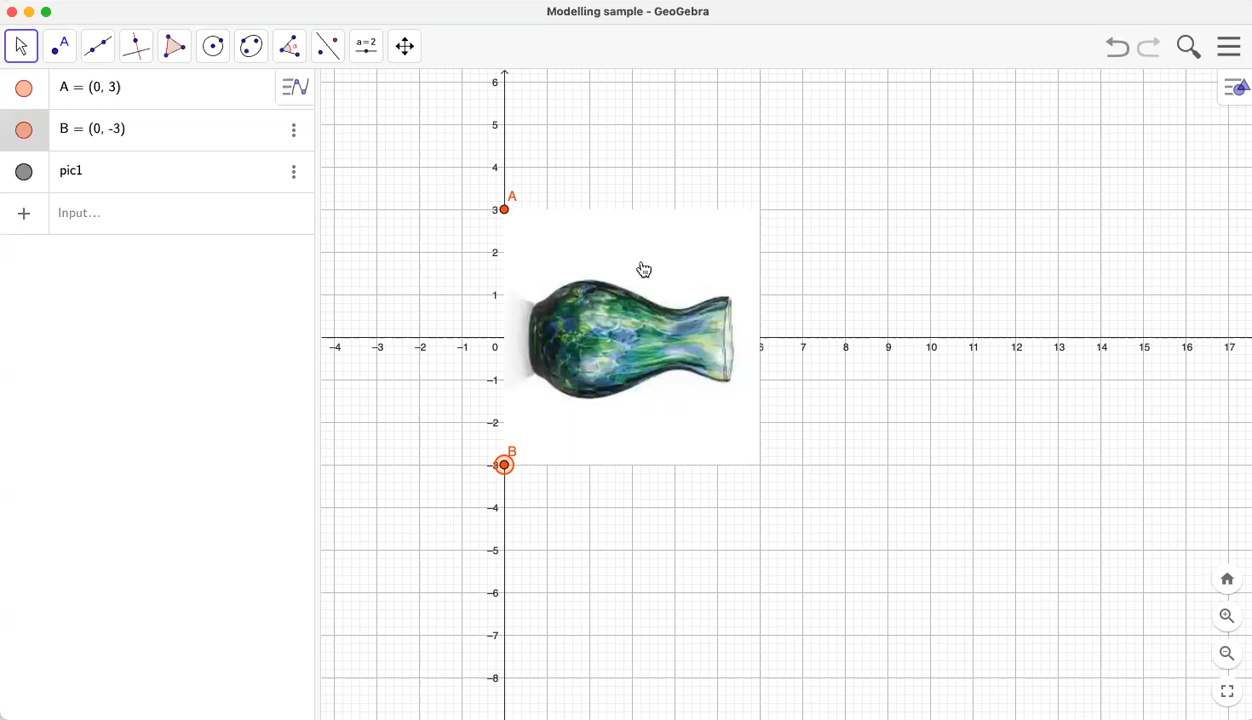 Modelling sample - GeoGebra
A
a=2
A = (0, 3)
B = (0, -3)
pic1
Input...
6
5
4
A
3
2
1
−4 −3 −2 −1 0 6 7 8 9 10 11 12 13 14 15 16 17
−1
−2
B
−3
−4
−5
−6
−7
−8